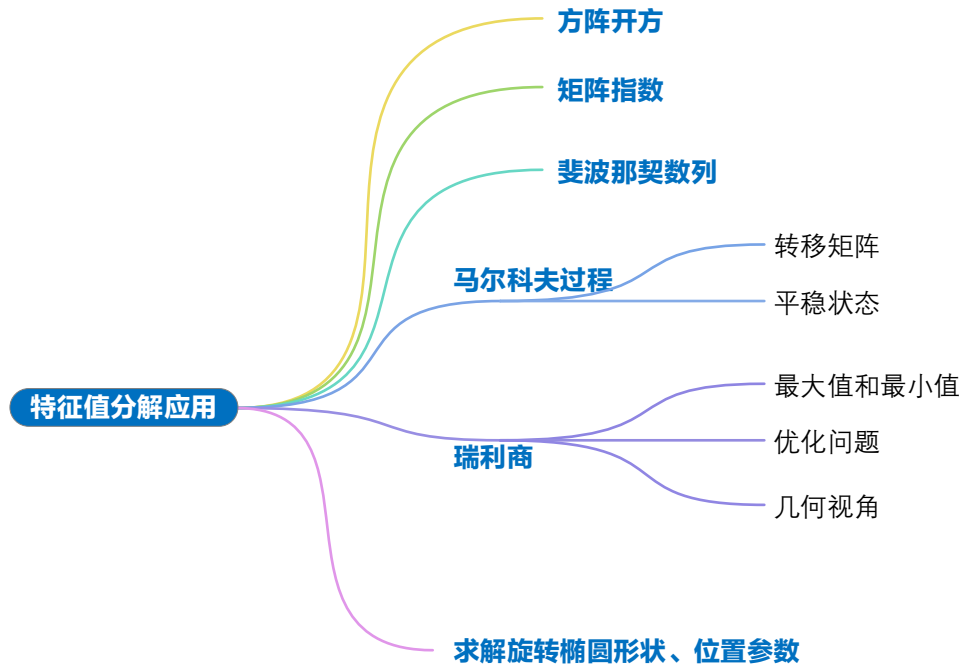 方阵开方
矩阵指数
斐波那契数列
马尔科夫过程
转移矩阵
平稳状态
特征值分解应用
瑞利商
最大值和最小值
优化问题
几何视角
求解旋转椭圆形状、位置参数